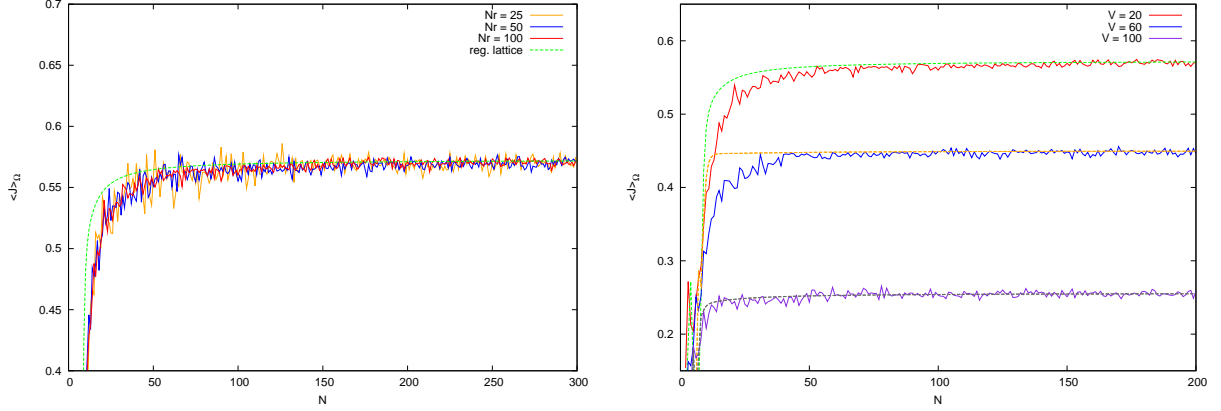 0.7
0.65
0.6
0.55
0.5
0.45
0.4
0
50
100
150
200
250
300
<J>Ω
N
Nr = 25
Nr = 50
Nr = 100
reg. lattice
0.6
0.5
0.4
0.3
0.2
0
50
100
150
200
<J>Ω
N
V = 20
V = 60
V = 100